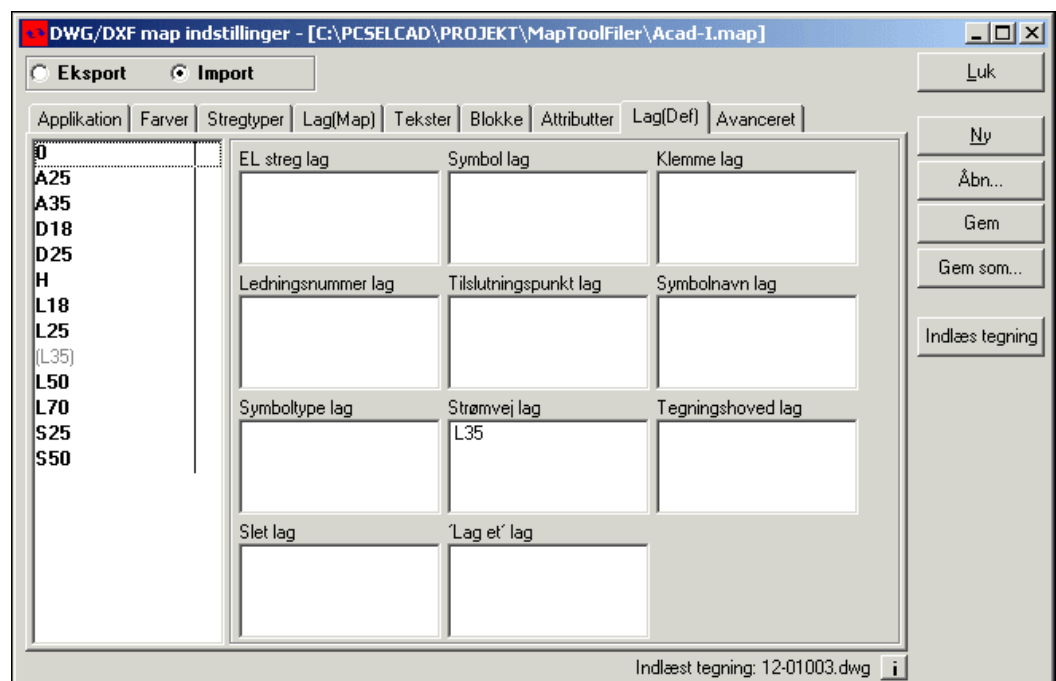 DWG/DXF map indstillinger - [C:\PCSELCAD\PROJEKT\MapToolFiler\Acad-I.map]
Eksport Import
Luk
Applikation Farver Stregtyper Lag(Map) Tekster Blokke Attributter Lag(Def) Avanceret
Ny
Åbn...
Gem
Gem som...
Indlæs tegning
0
A25
A35
D18
D25
H
L18
L25
(L35)
L50
L70
S25
S50
EL streg lag Symbol lag Klemme lag
Ledningsnummer lag Tilslutningspunkt lag Symbolnavn lag
Symboltype lag Strømvej lag Tegningshoved lag
L35
Slet lag ´Lag et´ lag
Indlæst tegning: 12-01003.dwg i